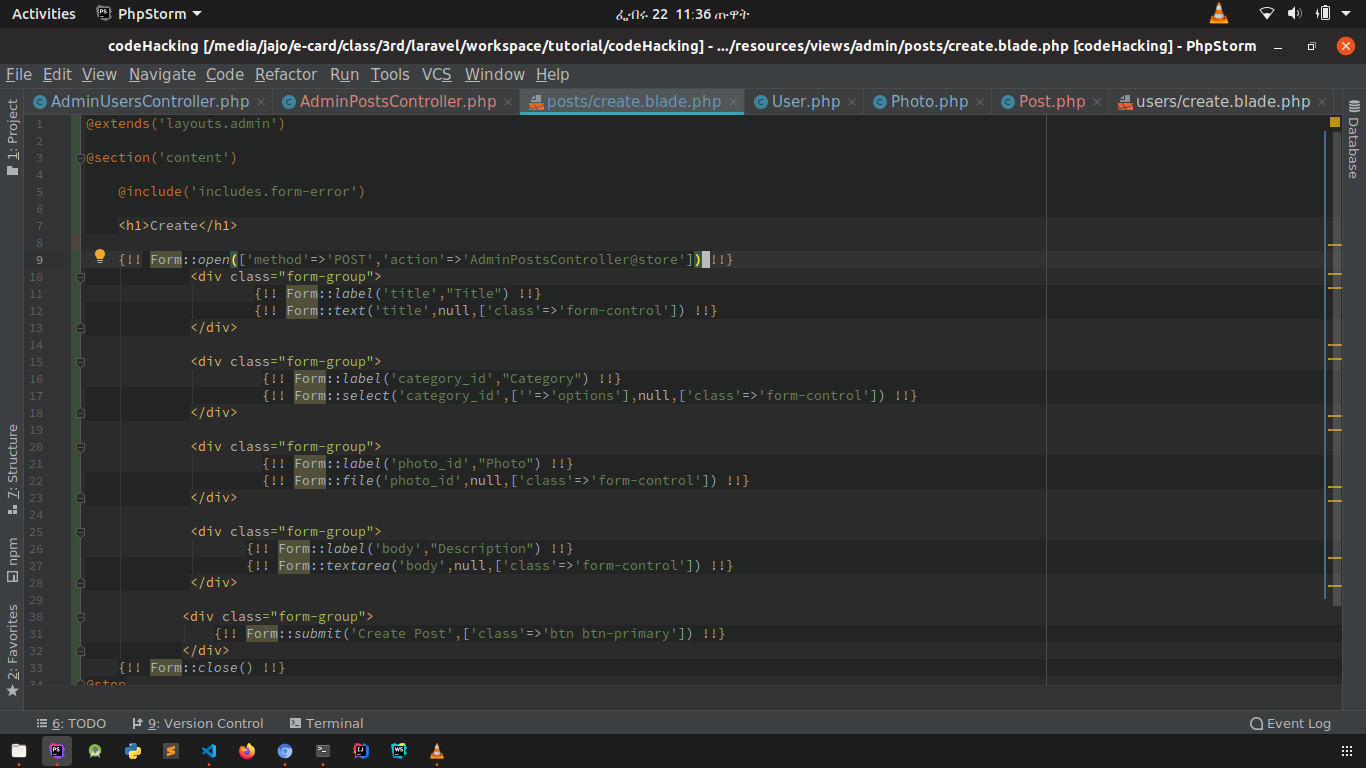 Activities PhpStorm ፌብሩ 22 11:36 ጡዋት
codeHacking [/media/jajo/e-card/class/3rd/laravel/workspace/tutorial/codeHacking] - .../resources/views/admin/posts/create.blade.php [codeHacking] - PhpStorm
File Edit View Navigate Code Refactor Run Tools VCS Window Help
AdminUsersController.php AdminPostsController.php posts/create.blade.php User.php Photo.php Post.php users/create.blade.php
1: Project
7: Structure
npm
2: Favorites
Database
1 @extends('layouts.admin')
2
3 @section('content')
4
5 @include('includes.form-error')
6
7 <h1>Create</h1>
8
9 {!! Form::open(['method'=>'POST','action'=>'AdminPostsController@store']) !!}
10 <div class="form-group">
11 {!! Form::label('title',"Title") !!}
12 {!! Form::text('title',null,['class'=>'form-control']) !!}
13 </div>
14
15 <div class="form-group">
16 {!! Form::label('category_id',"Category") !!}
17 {!! Form::select('category_id',[''=>'options'],null,['class'=>'form-control']) !!}
18 </div>
19
20 <div class="form-group">
21 {!! Form::label('photo_id',"Photo") !!}
22 {!! Form::file('photo_id',null,['class'=>'form-control']) !!}
23 </div>
24
25 <div class="form-group">
26 {!! Form::label('body',"Description") !!}
27 {!! Form::textarea('body',null,['class'=>'form-control']) !!}
28 </div>
29
30 <div class="form-group">
31 {!! Form::submit('Create Post',['class'=>'btn btn-primary']) !!}
32 </div>
33 {!! Form::close() !!}
34 @stop
6: TODO 9: Version Control Terminal Event Log